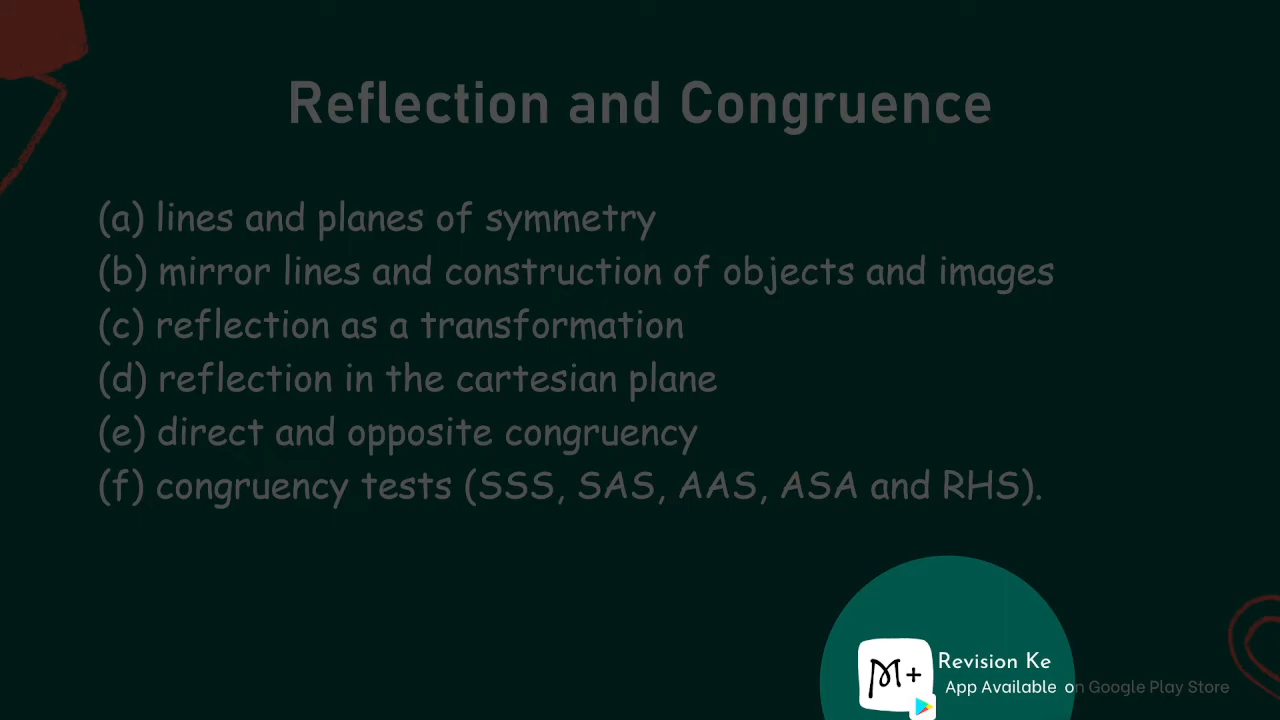 Reflection and Congruence
(a) lines and planes of symmetry
(b) mirror lines and construction of objects and images
(c) reflection as a transformation
(d) reflection in the cartesian plane
(e) direct and opposite congruency
(f) congruency tests (SSS, SAS, AAS, ASA and RHS).
M+
Revision Ke
App Available on Google Play Store